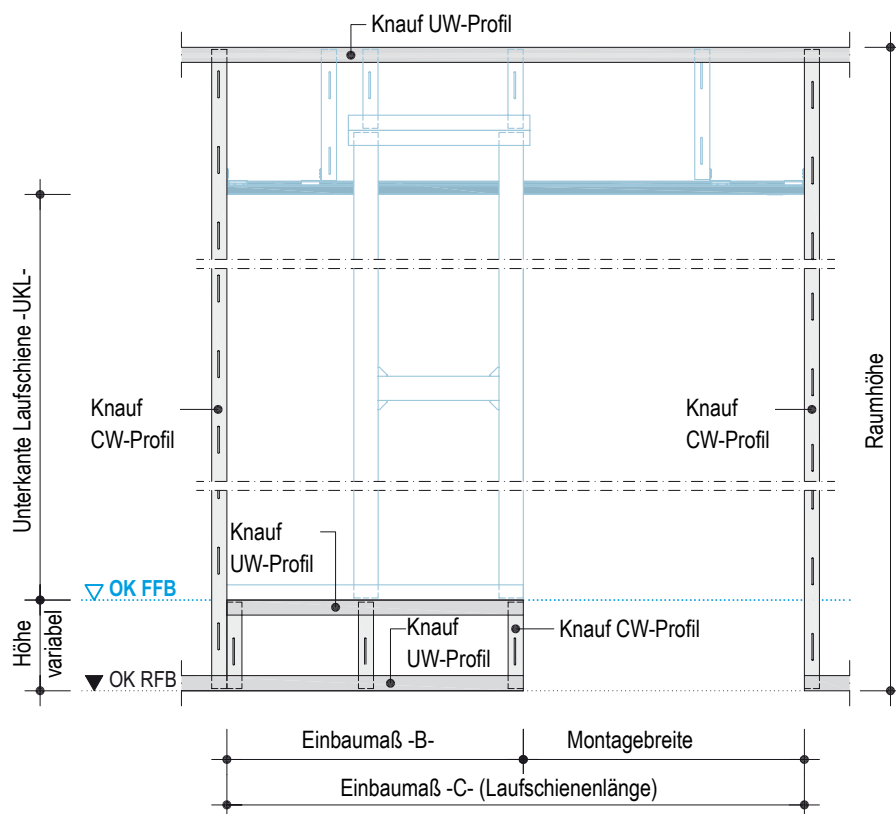 Knauf UW-Profil
Unterkante Laufschiene -UKL-
Raumhöhe
Knauf
CW-Profil
Knauf
CW-Profil
Knauf
UW-Profil
OK FFB
Höhe
variabel
Knauf
UW-Profil
Knauf CW-Profil
OK RFB
Einbaumaß -B-
Montagebreite
Einbaumaß -C- (Laufschienenlänge)